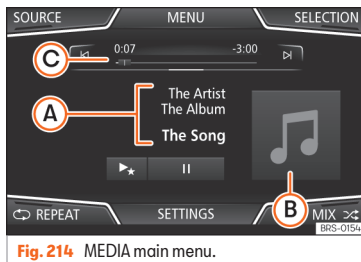 SOURCE MENU SELECTION
0:07 -3:00
C
The Artist
The Album
A
The Song
B
REPEAT SETTINGS MIX
BRS-0154
Fig. 214 MEDIA main menu.